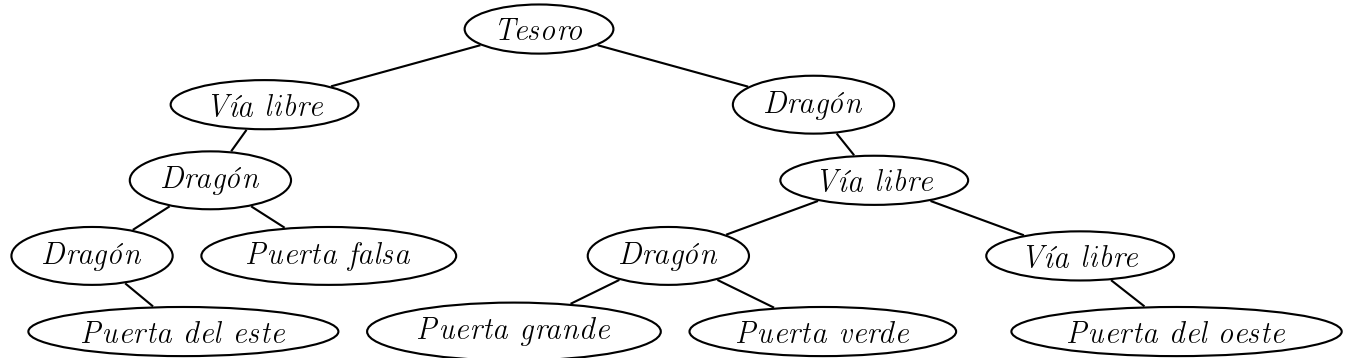 Tesoro
Vía libre
Dragón
Dragón
Vía libre
Dragón
Puerta falsa
Dragón
Vía libre
Puerta del este
Puerta grande
Puerta verde
Puerta del oeste